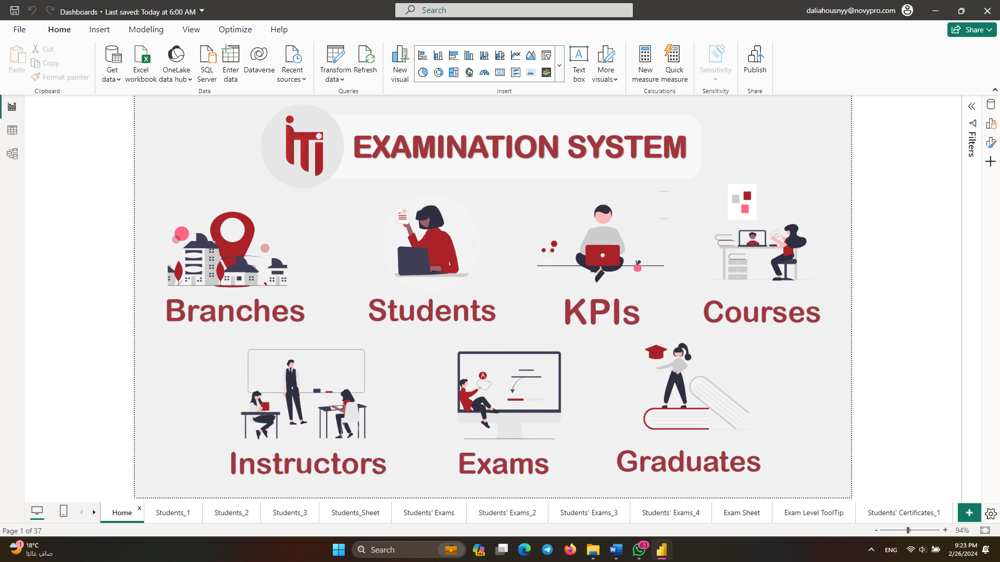 Dashboards • Last saved: Today at 6:00 AM
Search
daliahousnyy@novypro.com
File
Home
Insert
Modeling
View
Optimize
Help
Share
Paste
Cut
Copy
Format painter
Clipboard
Get
data
Excel
workbook
OneLake
data hub
SQL
Server
Enter
data
Dataverse
Recent
sources
Data
Transform
data
Refresh
Queries
New
visual
123
Text
box
More
visuals
Insert
New
measure
Quick
measure
Calculations
Sensitivity
Sensitivity
Publish
Share
Filters
iTi
EXAMINATION SYSTEM
A
Branches
Students
KPIs
Courses
A
Instructors
Exams
Graduates
Home
x
Students_1
Students_2
Students_3
Students_Sheet
Students' Exams
Students' Exams_2
Students' Exams_3
Students' Exams_4
Exam Sheet
Exam Level ToolTip
Students' Certificates_1
+
Page 1 of 37
- +
94%
1
18°C
صافٍ غالبًا
Search
PRE
63
ENG
9:23 PM
2/26/2024